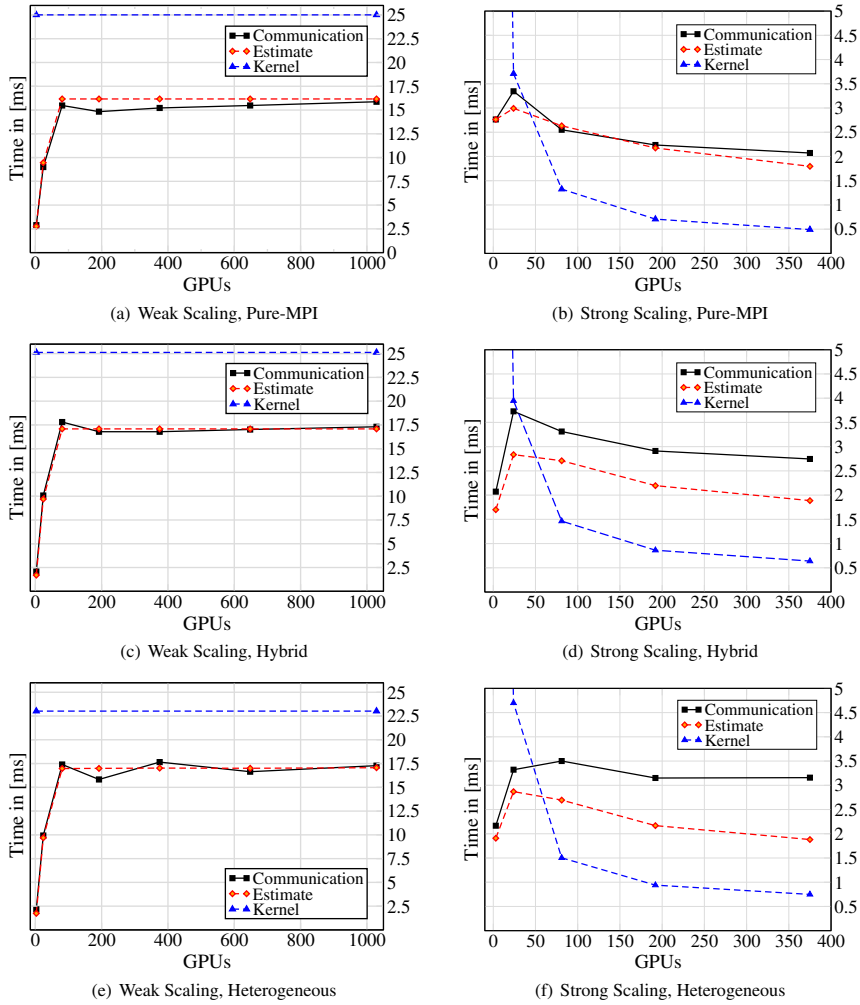 Time in [ms]
25
22.5
20
17.5
15
12.5
10
7.5
5
2.5
0
Communication
Estimate
Kernel
0 200 400 600 800 1000
GPUs
(a) Weak Scaling, Pure-MPI
Time in [ms]
5
4.5
4
3.5
3
2.5
2
1.5
1
0.5
Communication
Estimate
Kernel
0 50 100 150 200 250 300 350 400
GPUs
(b) Strong Scaling, Pure-MPI
Time in [ms]
25
22.5
20
17.5
15
12.5
10
7.5
5
2.5
Communication
Estimate
Kernel
0 200 400 600 800 1000
GPUs
(c) Weak Scaling, Hybrid
Time in [ms]
5
4.5
4
3.5
3
2.5
2
1.5
1
0.5
Communication
Estimate
Kernel
0 50 100 150 200 250 300 350 400
GPUs
(d) Strong Scaling, Hybrid
Time in [ms]
25
22.5
20
17.5
15
12.5
10
7.5
5
2.5
Communication
Estimate
Kernel
0 200 400 600 800 1000
GPUs
(e) Weak Scaling, Heterogeneous
Time in [ms]
5
4.5
4
3.5
3
2.5
2
1.5
1
0.5
Communication
Estimate
Kernel
0 50 100 150 200 250 300 350 400
GPUs
(f) Strong Scaling, Heterogeneous